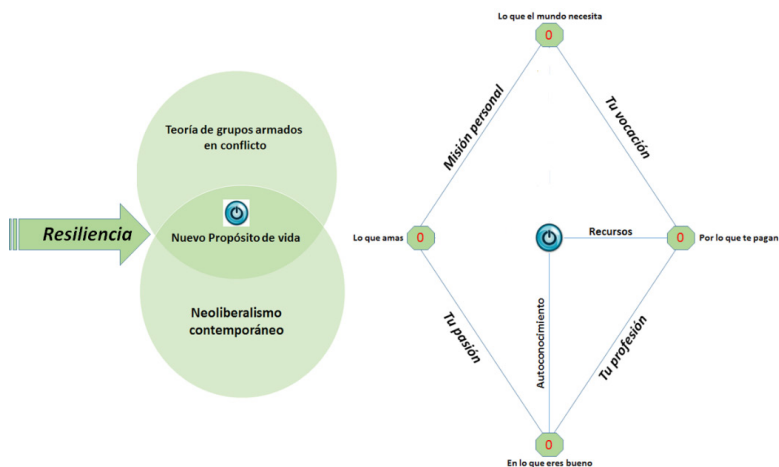 Teoría de grupos armados
en conflicto
Resiliencia
Nuevo Propósito de vida
Neoliberalismo
contemporáneo
Lo que el mundo necesita
0
Misión personal
Tu vocación
Lo que amas
0
Recursos
0
Por lo que te pagan
Tu pasión
Autoconocimiento
Tu profesión
0
En lo que eres bueno